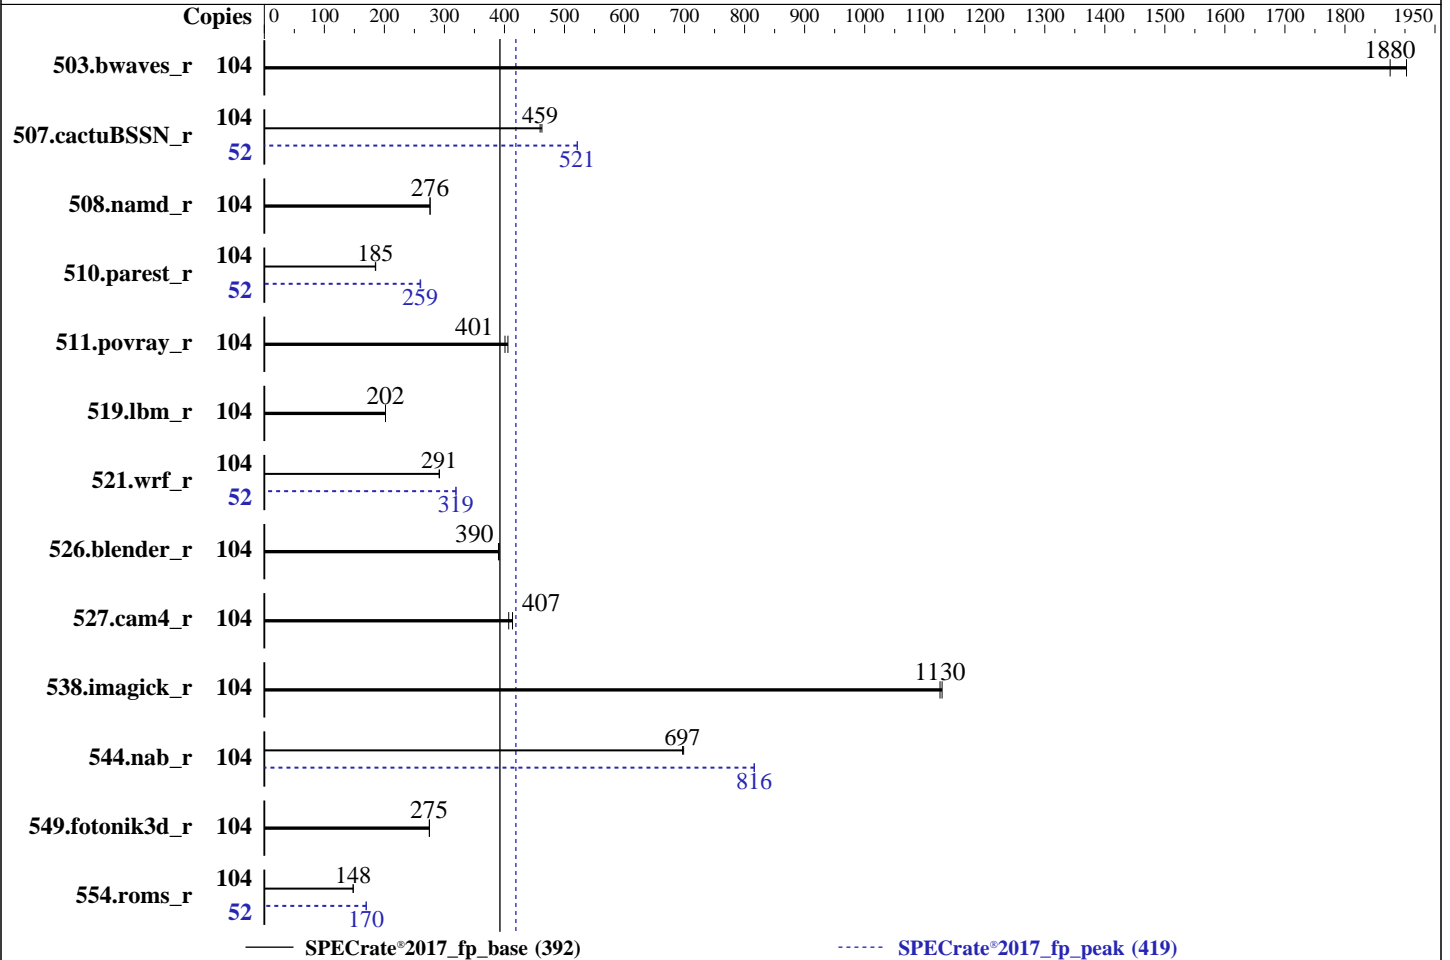 Copies 0 100 200 300 400 500 600 700 800 900 1000 1100 1200 1300 1400 1500 1600 1700 1800 1950
503.bwaves_r 104 1880
507.cactuBSSN_r 104 459
52 521
508.namd_r 104 276
510.parest_r 104 185
52 259
511.povray_r 104 401
519.lbm_r 104 202
521.wrf_r 104 291
52 319
526.blender_r 104 390
527.cam4_r 104 407
538.imagick_r 104 1130
544.nab_r 104 697
816
549.fotonik3d_r 104 275
554.roms_r 104 148
52 170
SPECrate®2017_fp_base (392) SPECrate®2017_fp_peak (419)